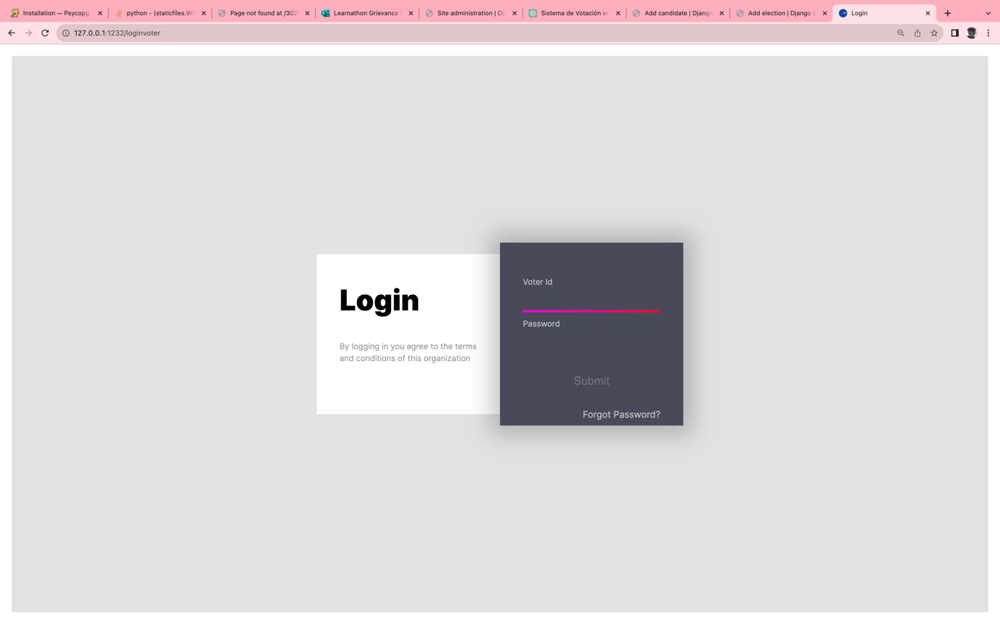 Installation — Psycopg
python - (staticfiles.W0
Page not found at /302
Learnathon Grievance
Site administration | Dj
Sistema de Votación en
Add candidate | Django
Add election | Django s
Login
127.0.0.1:1232/loginvoter
Login
By logging in you agree to the terms
and conditions of this organization
Voter Id
Password
Submit
Forgot Password?